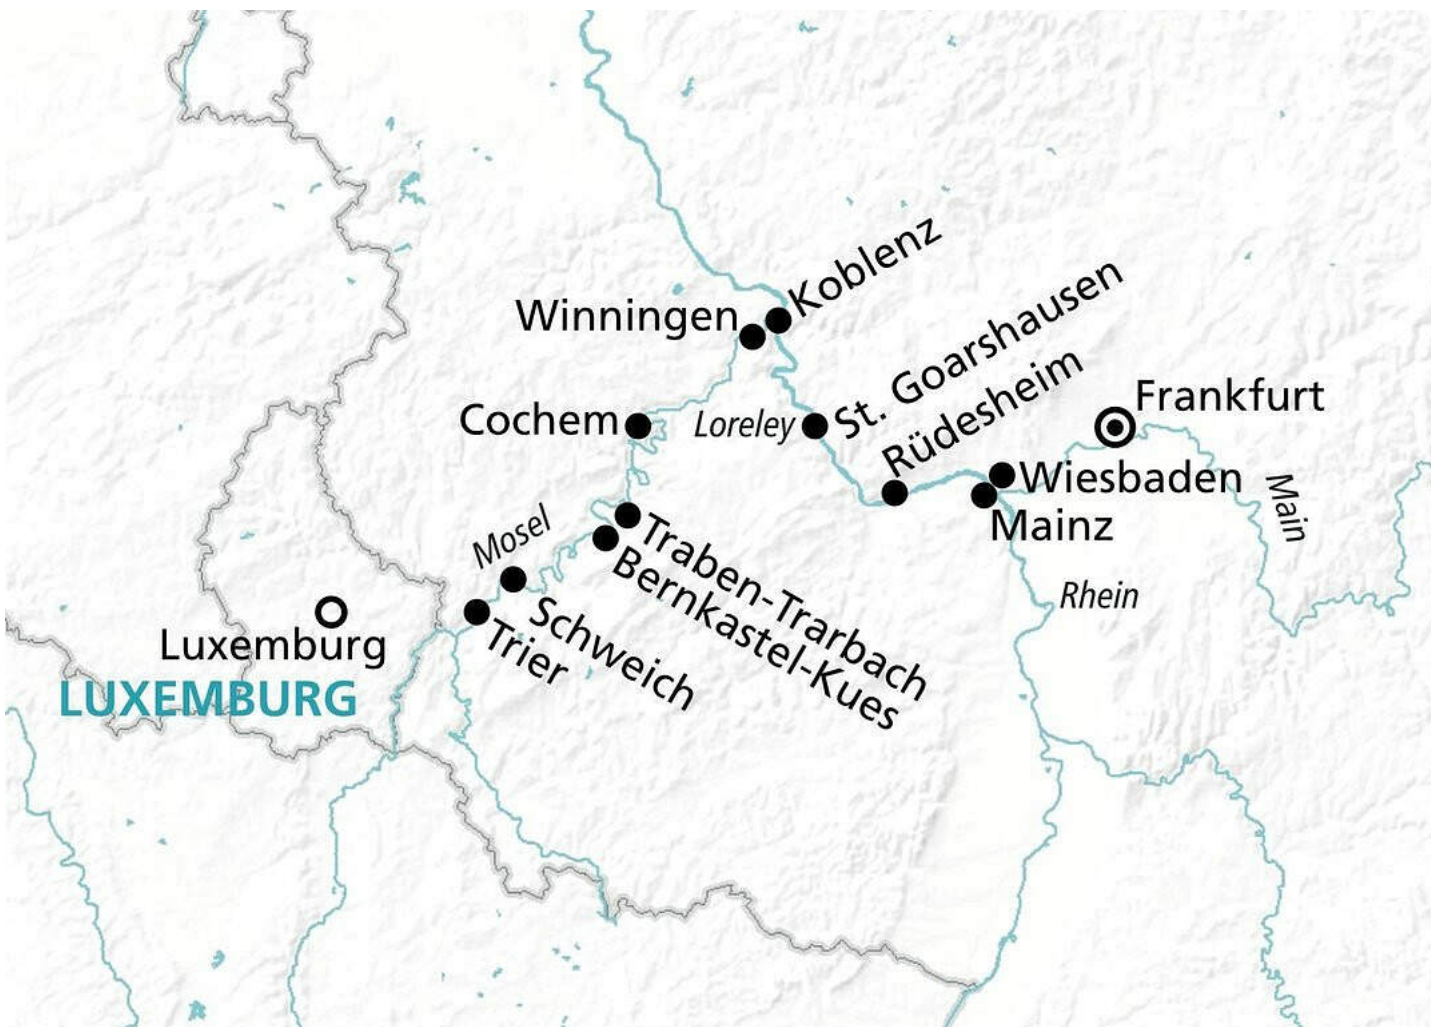 Koblenz
Winningen
St. Goarshausen
Rüdesheim
Frankfurt
Cochem
Loreley
Wiesbaden
Main
Mainz
Mosel
Traben-Trarbach
Bernkastel-Kues
Rhein
Schweich
Trier
Luxemburg
LUXEMBURG